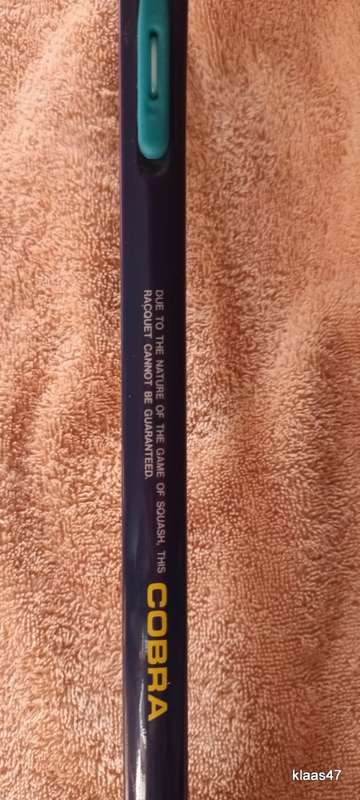 DUE TO THE NATURE OF THE GAME OF SQUASH, THIS
RACQUET CANNOT BE GUARANTEED.
COBRA
klaas47